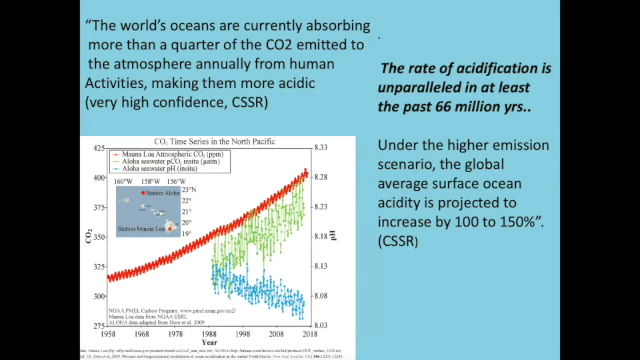 “The world’s oceans are currently absorbing
more than a quarter of the CO2 emitted to
the atmosphere annually from human
Activities, making them more acidic
(very high confidence, CSSR)
.
The rate of acidification is
unparalleled in at least
the past 66 million yrs..
Under the higher emission
scenario, the global
average surface ocean
acidity is projected to
increase by 100 to 150%”.
(CSSR)
CO2 Time Series in the North Pacific
425
400
375
350
325
300
275
CO2
Mauna Loa Atmospheric CO2 (ppm)
Aloha seawater pCO2 insitu (µatm)
Aloha seawater pH (insitu)
160°W 158°W 156°W
23°N
22°
21°
20°
19°
Station Aloha
Station Mauna Loa
8.33
8.28
8.23
8.18
8.13
8.08
8.03
pH
NOAA PMEL Carbon Program: www.pmel.noaa.gov/co2/
Mauna Loa data from NOAA ESRL
ALOHA data adapted from Dore et al. 2009
1958 1968 1978 1988 1998 2008 2018
Year